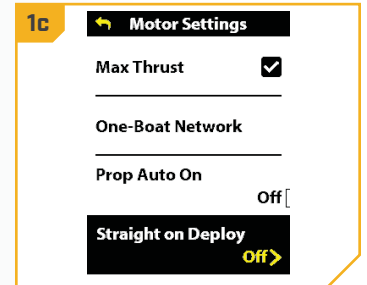 1c
Motor Settings
Max Thrust
One-Boat Network
Prop Auto On
Off
Straight on Deploy
Off